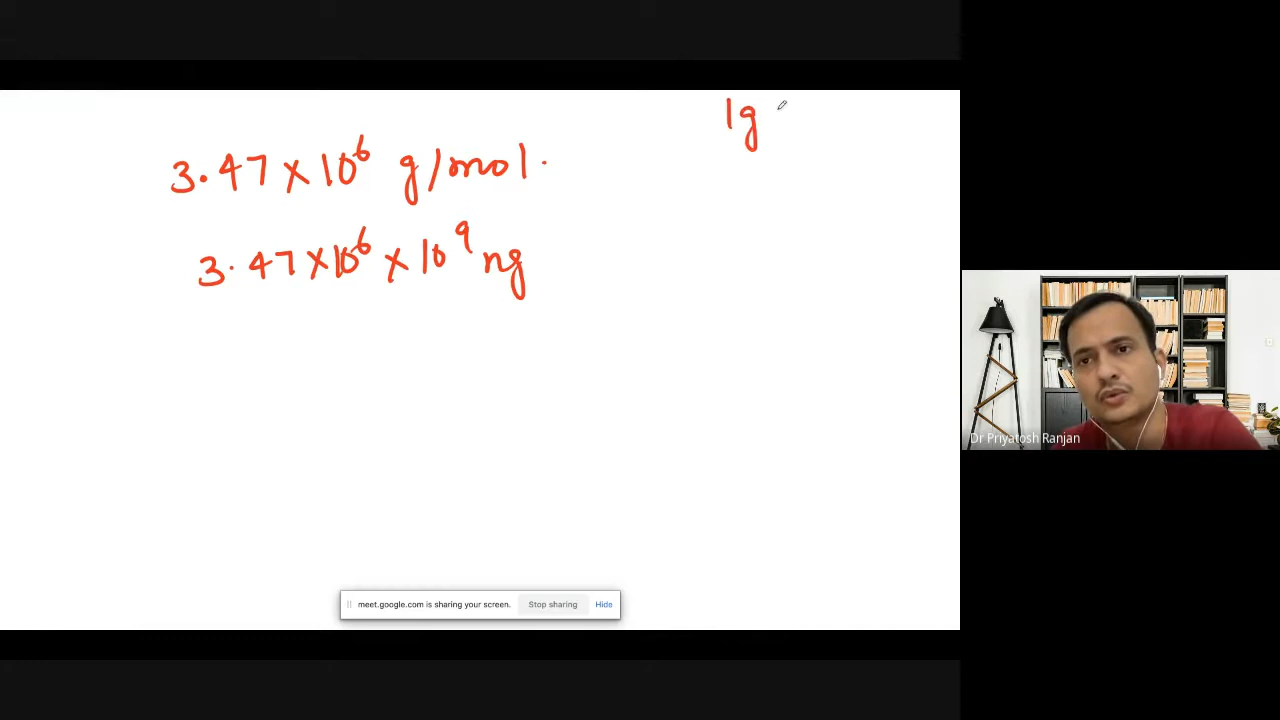 1g
3.47 × 10⁶ g/mol.
3.47 × 10⁶ × 10⁹ ng
Dr Priyatosh Ranjan
meet.google.com is sharing your screen. Stop sharing Hide